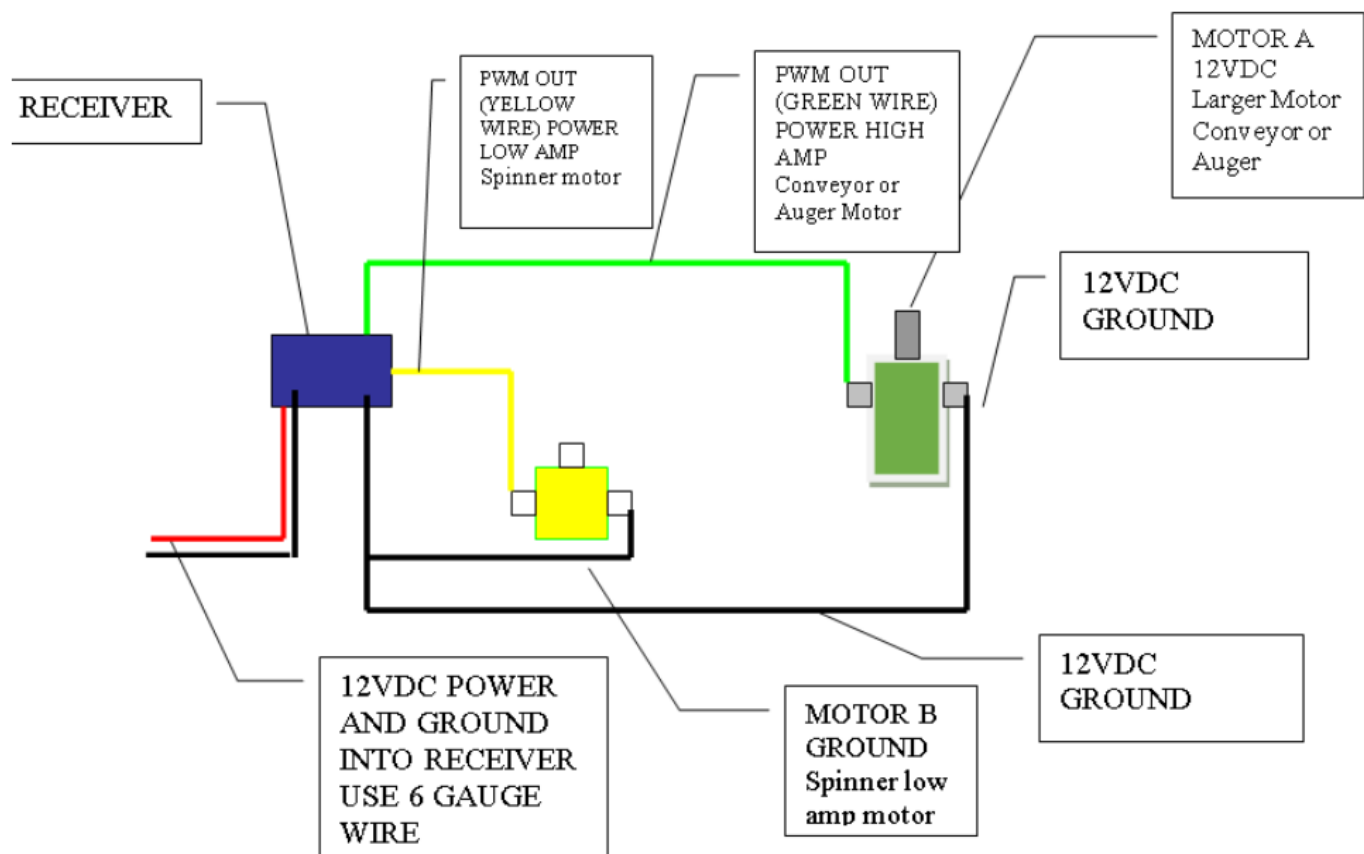 RECEIVER
PWM OUT
(YELLOW
WIRE) POWER
LOW AMP
Spinner motor
PWM OUT
(GREEN WIRE)
POWER HIGH
AMP
Conveyor or
Auger Motor
MOTOR A
12VDC
Larger Motor
Conveyor or
Auger
12VDC
GROUND
12VDC POWER
AND GROUND
INTO RECEIVER
USE 6 GAUGE
WIRE
MOTOR B
GROUND
Spinner low
amp motor
12VDC
GROUND